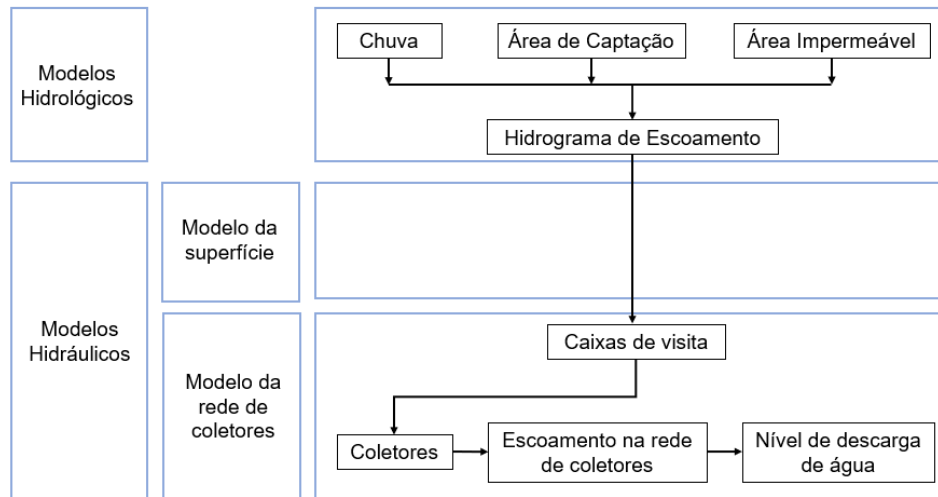 Modelos
Hidrológicos
Chuva
Área de Captação
Área Impermeável
Hidrograma de Escoamento
Modelos
Hidráulicos
Modelo da
superfície
Modelo da
rede de
coletores
Caixas de visita
Coletores
Escoamento na rede
de coletores
Nível de descarga
de água